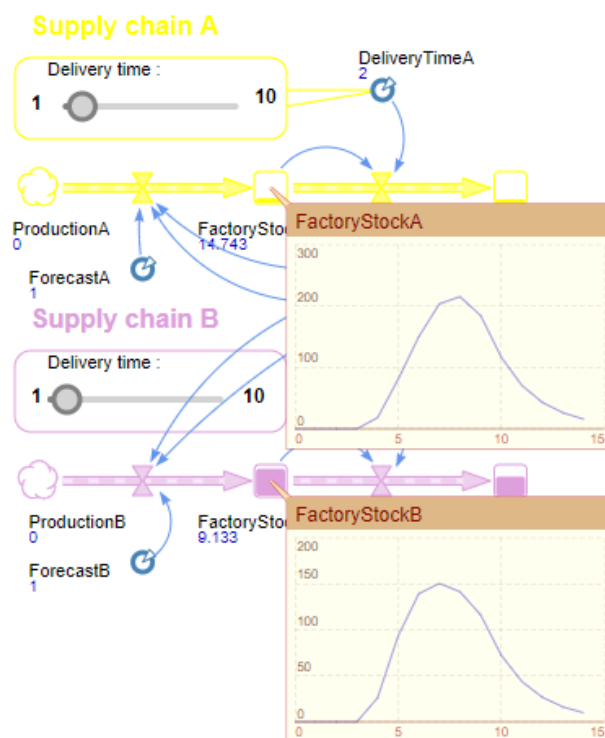 Supply chain A
Delivery time :
1
10
DeliveryTimeA
2
ProductionA
0
FactoryStoc
14.743
ForecastA
1
FactoryStockA
300
200
100
0
0
5
10
15
Supply chain B
Delivery time :
1
10
ProductionB
0
FactoryStoc
9.133
ForecastB
1
FactoryStockB
200
150
100
50
0
0
5
10
15